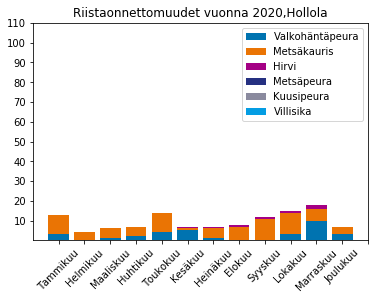 Riistaonnettomuudet vuonna 2020,Hollola
110
100
90
80
70
60
50
40
30
20
10
Valkohäntäpeura
Metsäkauris
Hirvi
Metsäpeura
Kuusipeura
Villisika
Tammikuu
Helmikuu
Maaliskuu
Huhtikuu
Toukokuu
Kesäkuu
Heinäkuu
Elokuu
Syyskuu
Lokakuu
Marraskuu
Joulukuu